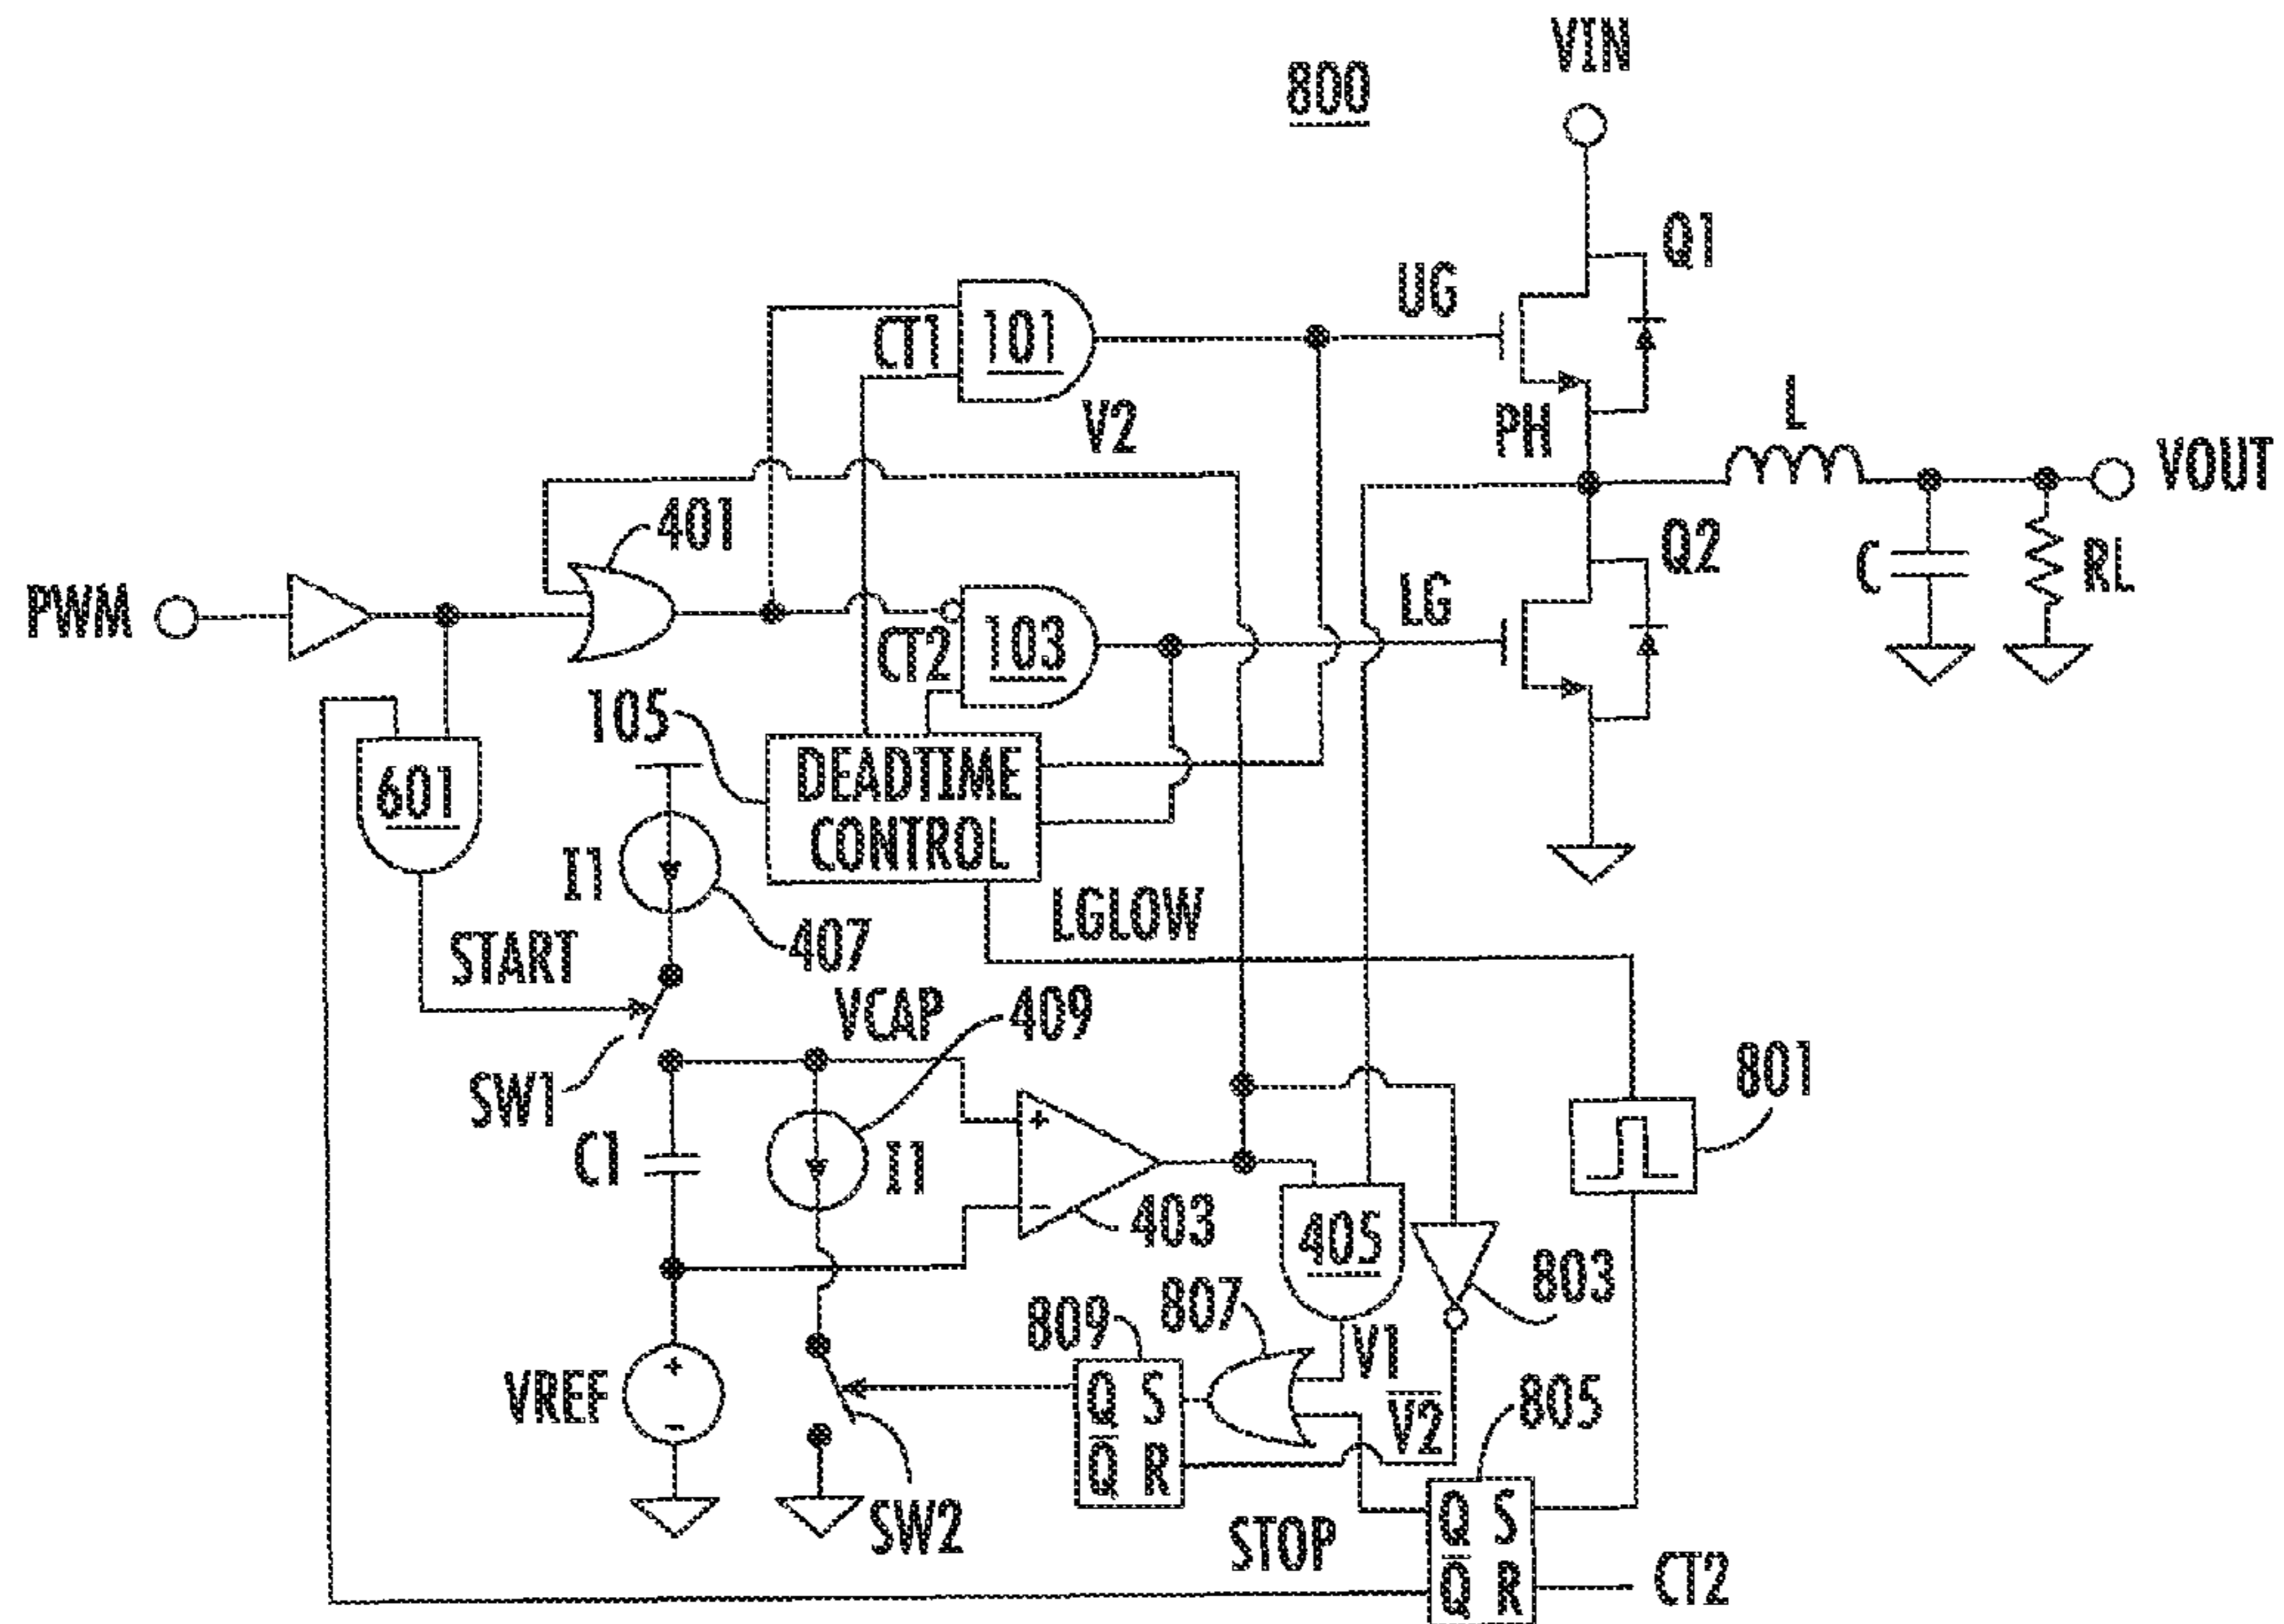 VIN
800
Q1
UG
CT1
101
V2
PH
L
VOUT
401
Q2
C
RL
PWM
LG
CT2
103
105
DEADTIME
CONTROL
601
I1
LGLOW
407
START
VCAP
409
SW1
801
C1
+
I1
403
−
405
803
807
809
V1
VREF
+
−
Q S
Q̅ R
V̅2̅
805
SW2
STOP
Q S
Q̅ R
CT2